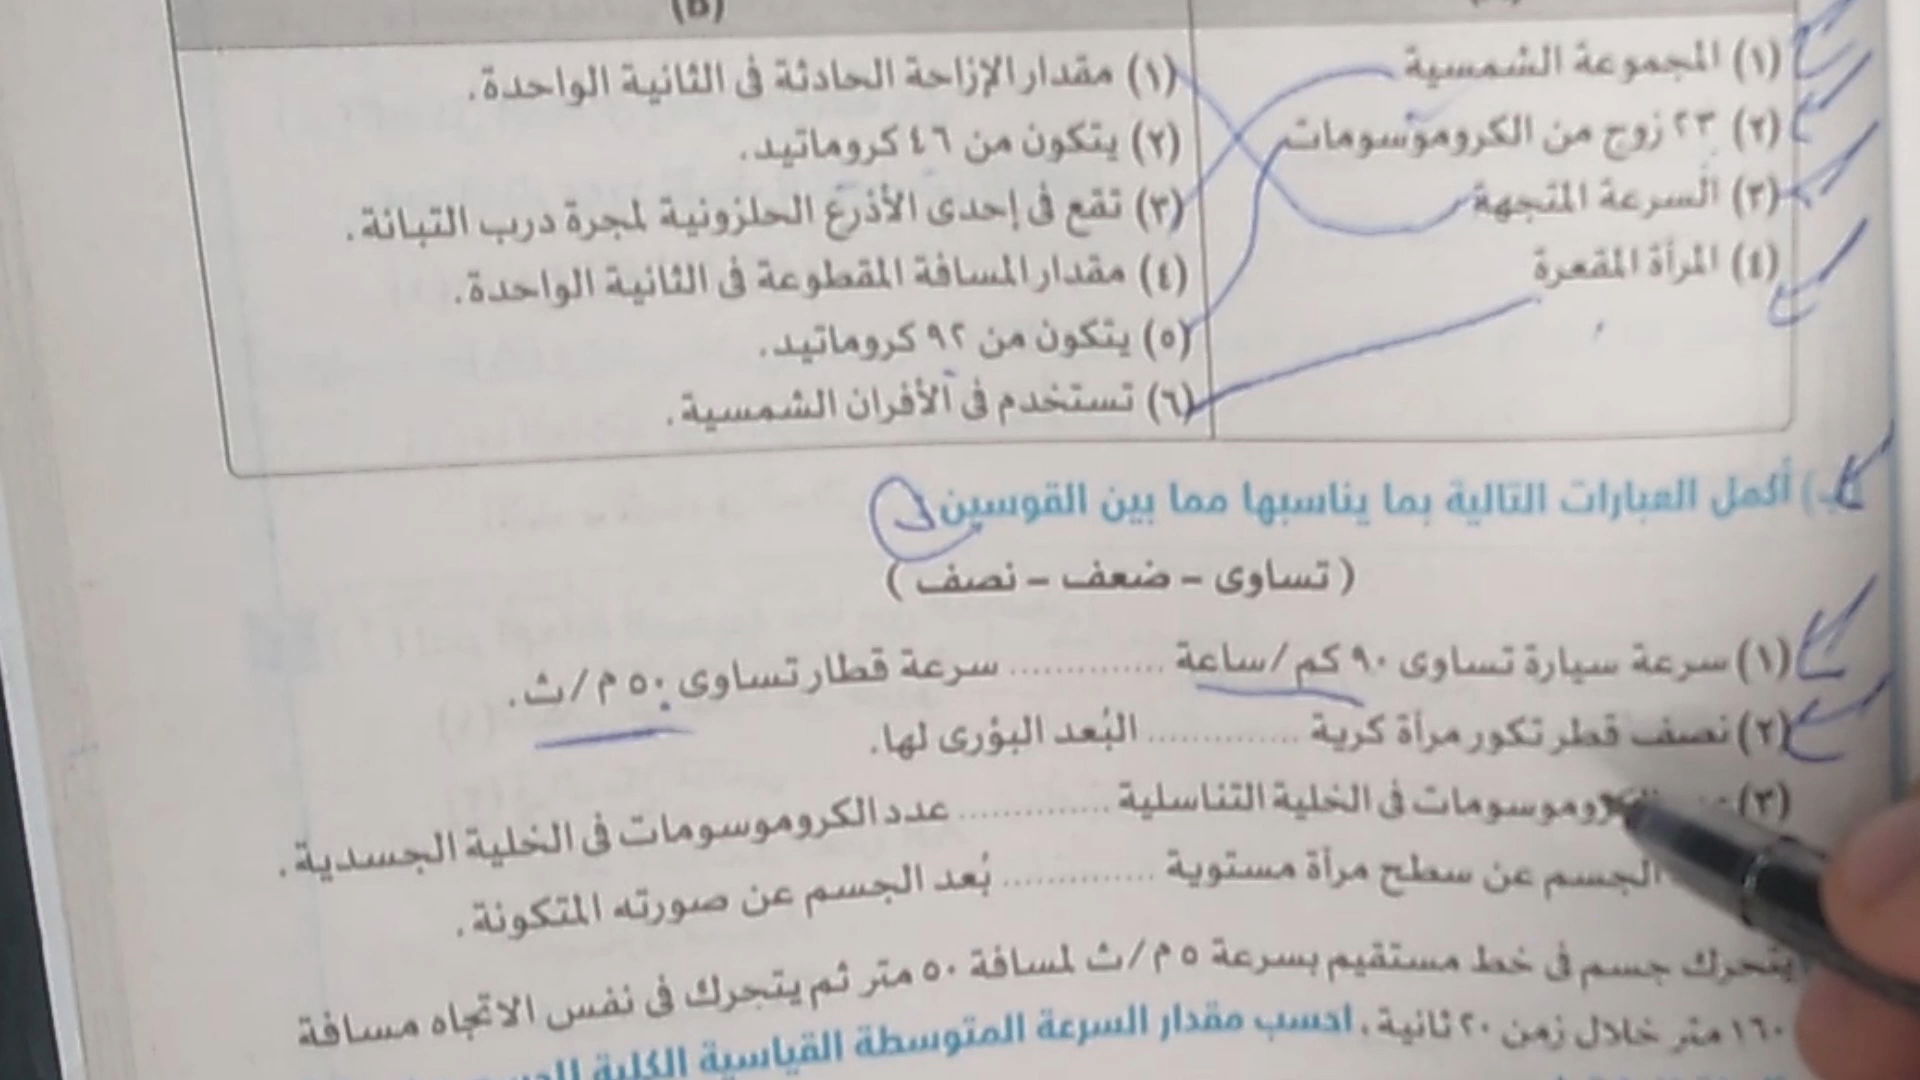 (B)
(١) المجموعة الشمسية
(٢) ٢٣ زوج من الكروموسومات
(٣) السرعة المتجهة
(٤) المرآة المقعرة
(١) مقدار الإزاحة الحادثة فى الثانية الواحدة.
(٢) يتكون من ٤٦ كروماتيد.
(٣) تقع فى إحدى الأذرع الحلزونية لمجرة درب التبانة.
(٤) مقدار المسافة المقطوعة فى الثانية الواحدة.
(٥) يتكون من ٩٢ كروماتيد.
(٦) تستخدم فى الأفران الشمسية.
أكمل العبارات التالية بما يناسبها مما بين القوسين
( تساوى - ضعف - نصف )
(١) سرعة سيارة تساوى ٩٠ كم/ساعة ............. سرعة قطار تساوى ٥٠ م/ث.
(٢) نصف قطر تكور مرآة كرية ............. البُعد البؤرى لها.
(٣) الكروموسومات فى الخلية التناسلية ............. عدد الكروموسومات فى الخلية الجسدية.
الجسم عن سطح مرآة مستوية ............. بُعد الجسم عن صورته المتكونة.
يتحرك جسم فى خط مستقيم بسرعة ٥ م/ث لمسافة ٥٠ متر ثم يتحرك فى نفس الاتجاه مسافة
١٦٠ متر خلال زمن ٢٠ ثانية. احسب مقدار السرعة المتوسطة القياسية الكلية